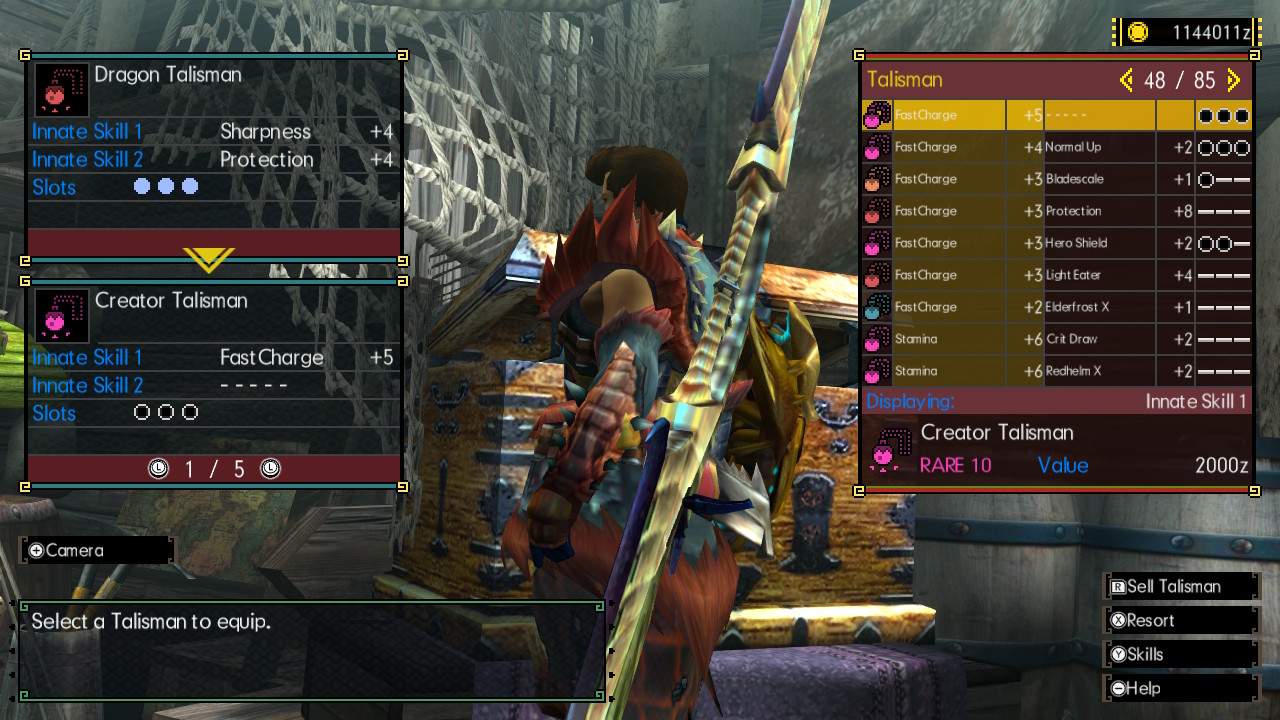 1144011z
Dragon Talisman
Innate Skill 1 Sharpness +4
Innate Skill 2 Protection +4
Slots
Creator Talisman
Innate Skill 1 FastCharge +5
Innate Skill 2 - - - - -
Slots
L 1 / 5 L
Camera
Select a Talisman to equip.
Talisman 48 / 85
FastCharge +5 - - - - -
FastCharge +4 Normal Up +2
FastCharge +3 Bladescale +1
FastCharge +3 Protection +8
FastCharge +3 Hero Shield +2
FastCharge +3 Light Eater +4
FastCharge +2 Elderfrost X +1
Stamina +6 Crit Draw +2
Stamina +6 Redhelm X +2
Displaying: Innate Skill 1
Creator Talisman
RARE 10 Value 2000z
R Sell Talisman
X Resort
Y Skills
Help